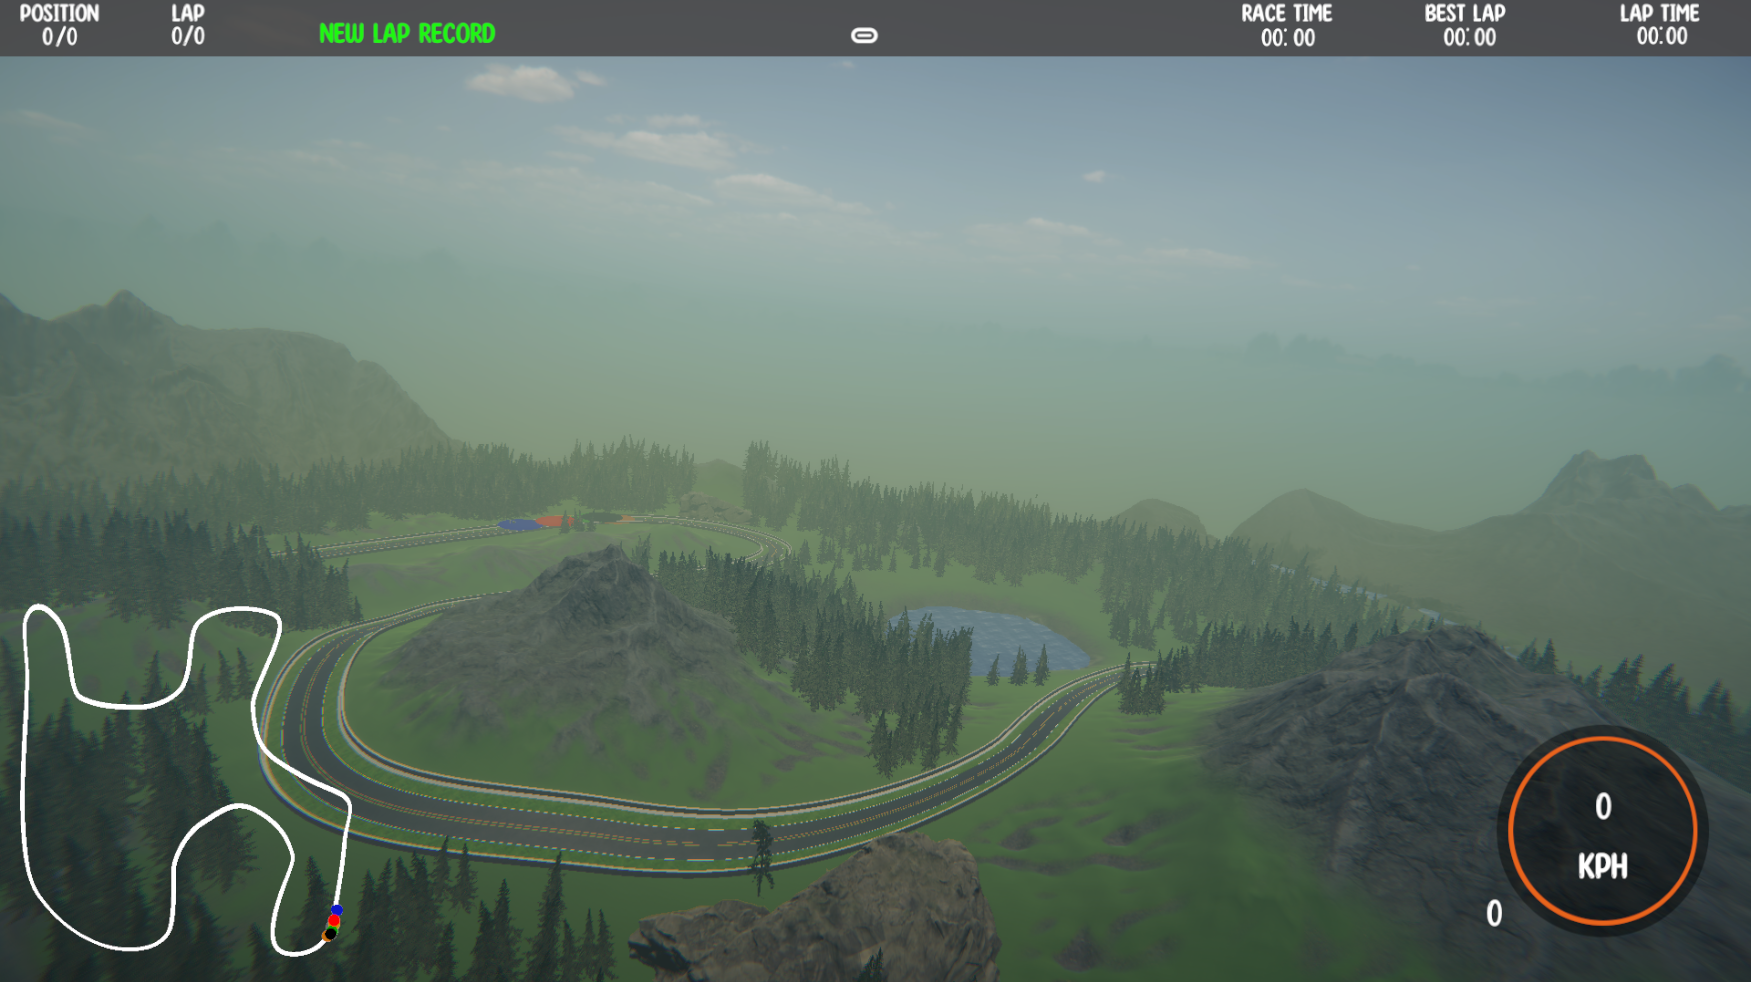 POSITION
0/0
LAP
0/0
NEW LAP RECORD
RACE TIME
00:00
BEST LAP
00:00
LAP TIME
00:00
0
KPH
0